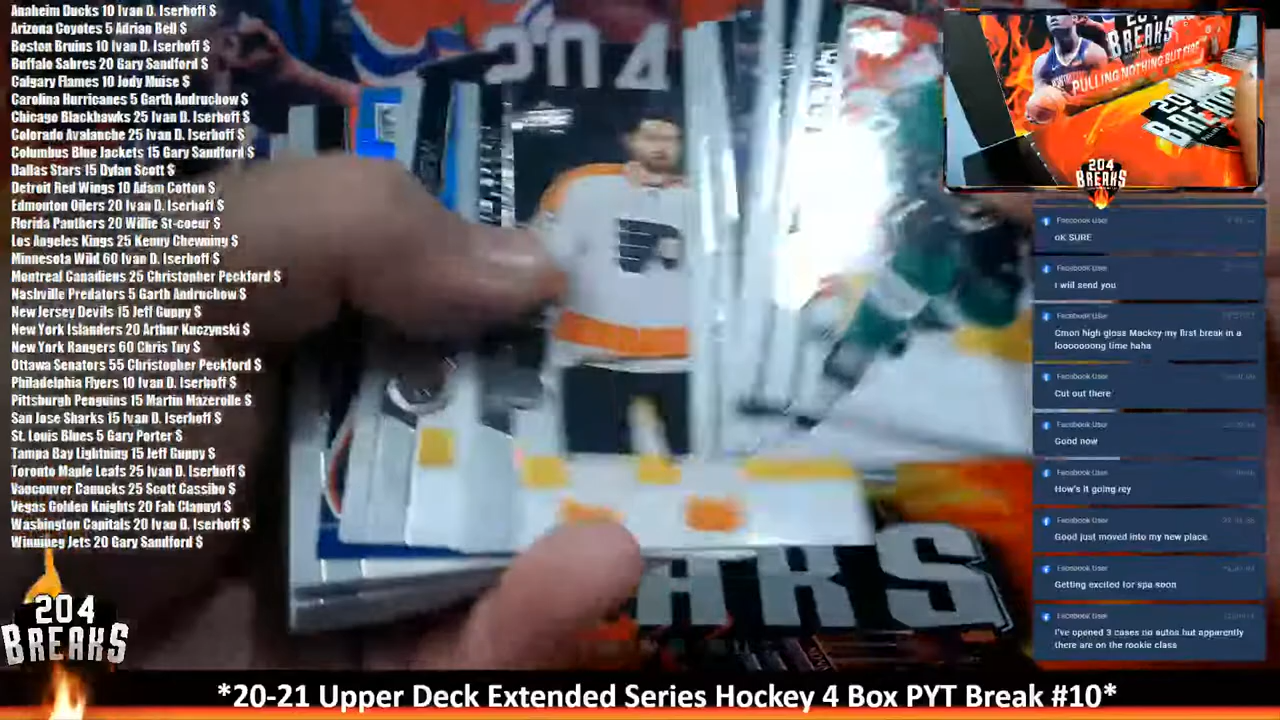 Anaheim Ducks 10 Ivan D. Iserhoff $
Arizona Coyotes 5 Adrian Bell $
Boston Bruins 10 Ivan D. Iserhoff $
Buffalo Sabres 20 Gary Sandford $
Calgary Flames 10 Jody Muise $
Carolina Hurricanes 5 Garth Andruchow $
Chicago Blackhawks 25 Ivan D. Iserhoff $
Colorado Avalanche 25 Ivan D. Iserhoff $
Columbus Blue Jackets 15 Gary Sandford $
Dallas Stars 15 Dylan Scott $
Detroit Red Wings 10 Adam Cotton $
Edmonton Oilers 20 Ivan D. Iserhoff $
Florida Panthers 20 Willie St-coeur $
Los Angeles Kings 25 Kenny Chewning $
Minnesota Wild 60 Ivan D. Iserhoff $
Montreal Canadiens 25 Christopher Peckford $
Nashville Predators 5 Garth Andruchow $
New Jersey Devils 15 Jeff Guppy $
New York Islanders 20 Arthur Kuczynski $
New York Rangers 60 Chris Tuy $
Ottawa Senators 55 Christopher Peckford $
Philadelphia Flyers 10 Ivan D. Iserhoff $
Pittsburgh Penguins 15 Martin Mazerolle $
San Jose Sharks 15 Ivan D. Iserhoff $
St. Louis Blues 5 Gary Porter $
Tampa Bay Lightning 15 Jeff Guppy $
Toronto Maple Leafs 25 Ivan D. Iserhoff $
Vancouver Canucks 25 Scott Cassibo $
Vegas Golden Knights 20 Fah Clapuyt $
Washington Capitals 20 Ivan D. Iserhoff $
Winnipeg Jets 20 Gary Sandford $
204
BREAKS
204
BREAKS
PULLING NOTHING BUT FIRE
204
BREAKS
204
BREAKS
Facebook User
oK SURE
Facebook User
I will send you
Facebook User
Cmon high gloss Mackey my first break in a
looooooong time haha
Facebook User
Cut out there
Facebook User
Good now
Facebook User
How's it going rey
Facebook User
Good just moved into my new place
Facebook User
Getting excited for spa soon
Facebook User
I've opened 3 cases no autos but apparently
there are on the rookie class
*20-21 Upper Deck Extended Series Hockey 4 Box PYT Break #10*